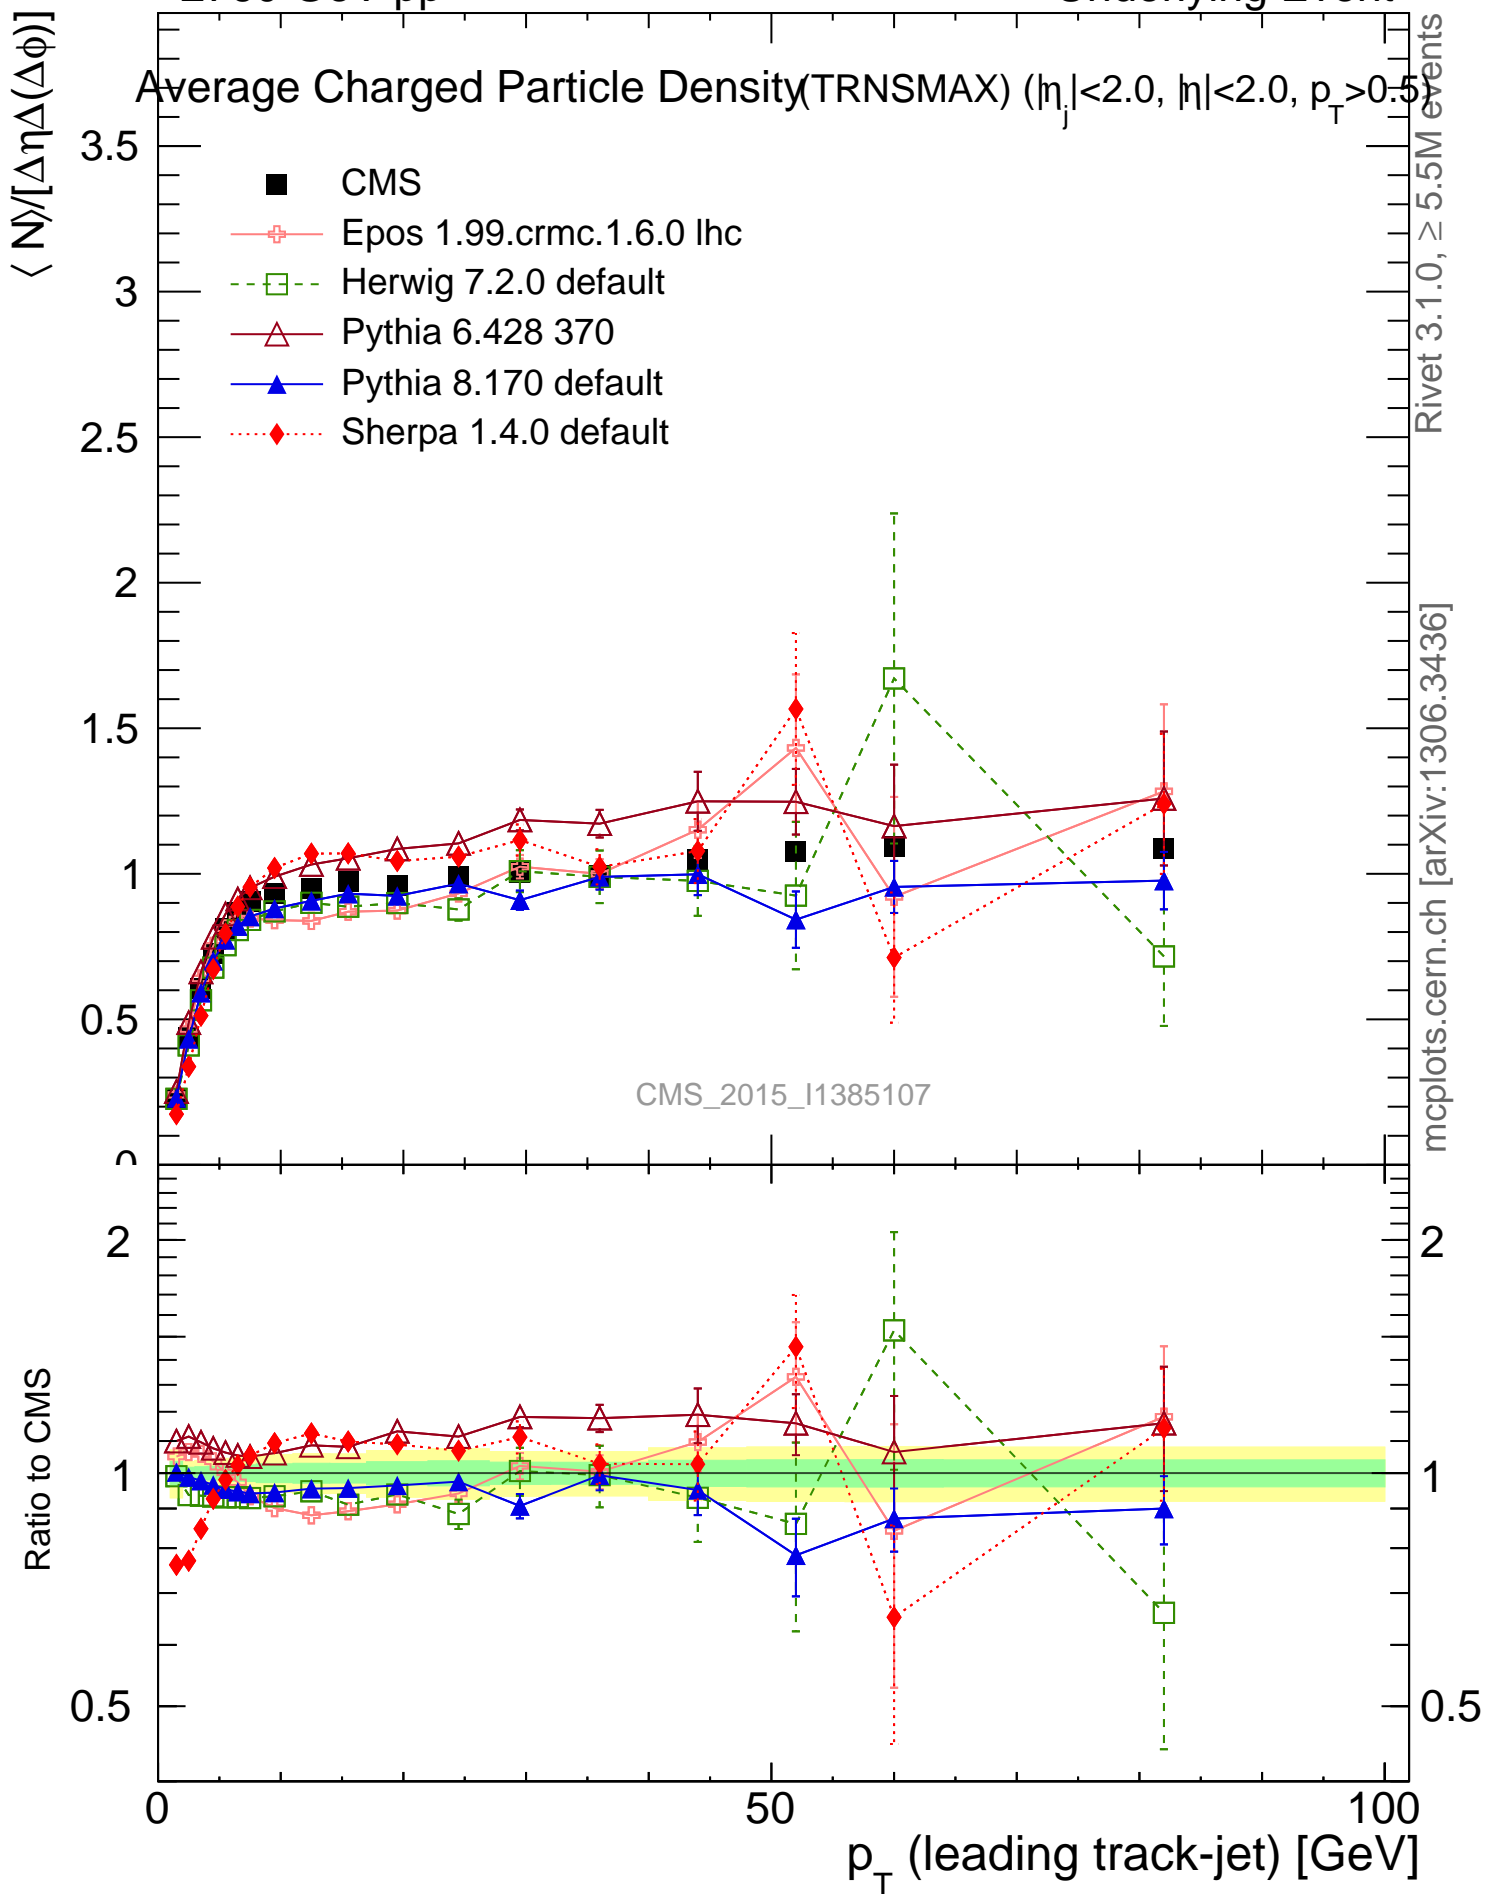 ⟨ N⟩/[ΔηΔ(Δϕ)]
Average Charged Particle Density (TRNSMAX) (|η_j|<2.0, |η|<2.0, p_T>0.5)
CMS
Epos 1.99.crmc.1.6.0 lhc
Herwig 7.2.0 default
Pythia 6.428 370
Pythia 8.170 default
Sherpa 1.4.0 default
3.5
3
2.5
2
1.5
1
0.5
0
CMS_2015_I1385107
Rivet 3.1.0, ≥ 5.5M events
mcplots.cern.ch [arXiv:1306.3436]
Ratio to CMS
2
1
0.5
2
1
0.5
0
50
100
p_T (leading track-jet) [GeV]